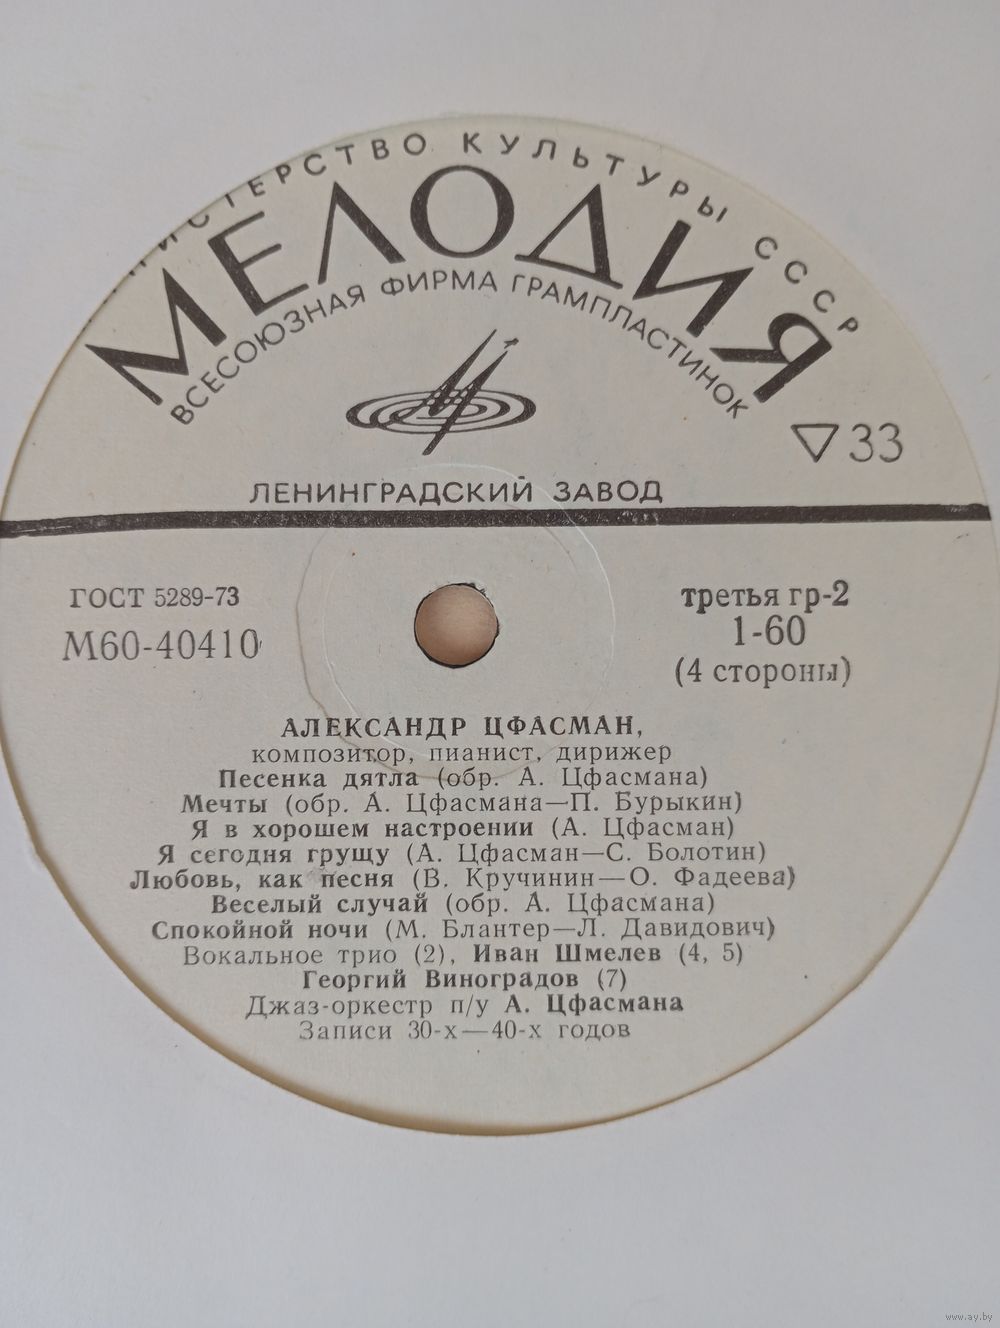 МИНИСТЕРСТВО КУЛЬТУРЫ СССР
МЕЛОДИЯ
ВСЕСОЮЗНАЯ ФИРМА ГРАМПЛАСТИНОК
▽ 33
ЛЕНИНГРАДСКИЙ ЗАВОД
ГОСТ 5289-73
М60-40410
третья гр-2
1-60
(4 стороны)
АЛЕКСАНДР ЦФАСМАН,
композитор, пианист, дирижер
Песенка дятла (обр. А. Цфасмана)
Мечты (обр. А. Цфасмана—П. Бурыкин)
Я в хорошем настроении (А. Цфасман)
Я сегодня грущу (А. Цфасман—С. Болотин)
Любовь, как песня (В. Кручинин—О. Фадеева)
Веселый случай (обр. А. Цфасмана)
Спокойной ночи (М. Блантер—Л. Давидович)
Вокальное трио (2), Иван Шмелев (4, 5)
Георгий Виноградов (7)
Джаз-оркестр п/у А. Цфасмана
Записи 30-х—40-х годов
www.ay.by